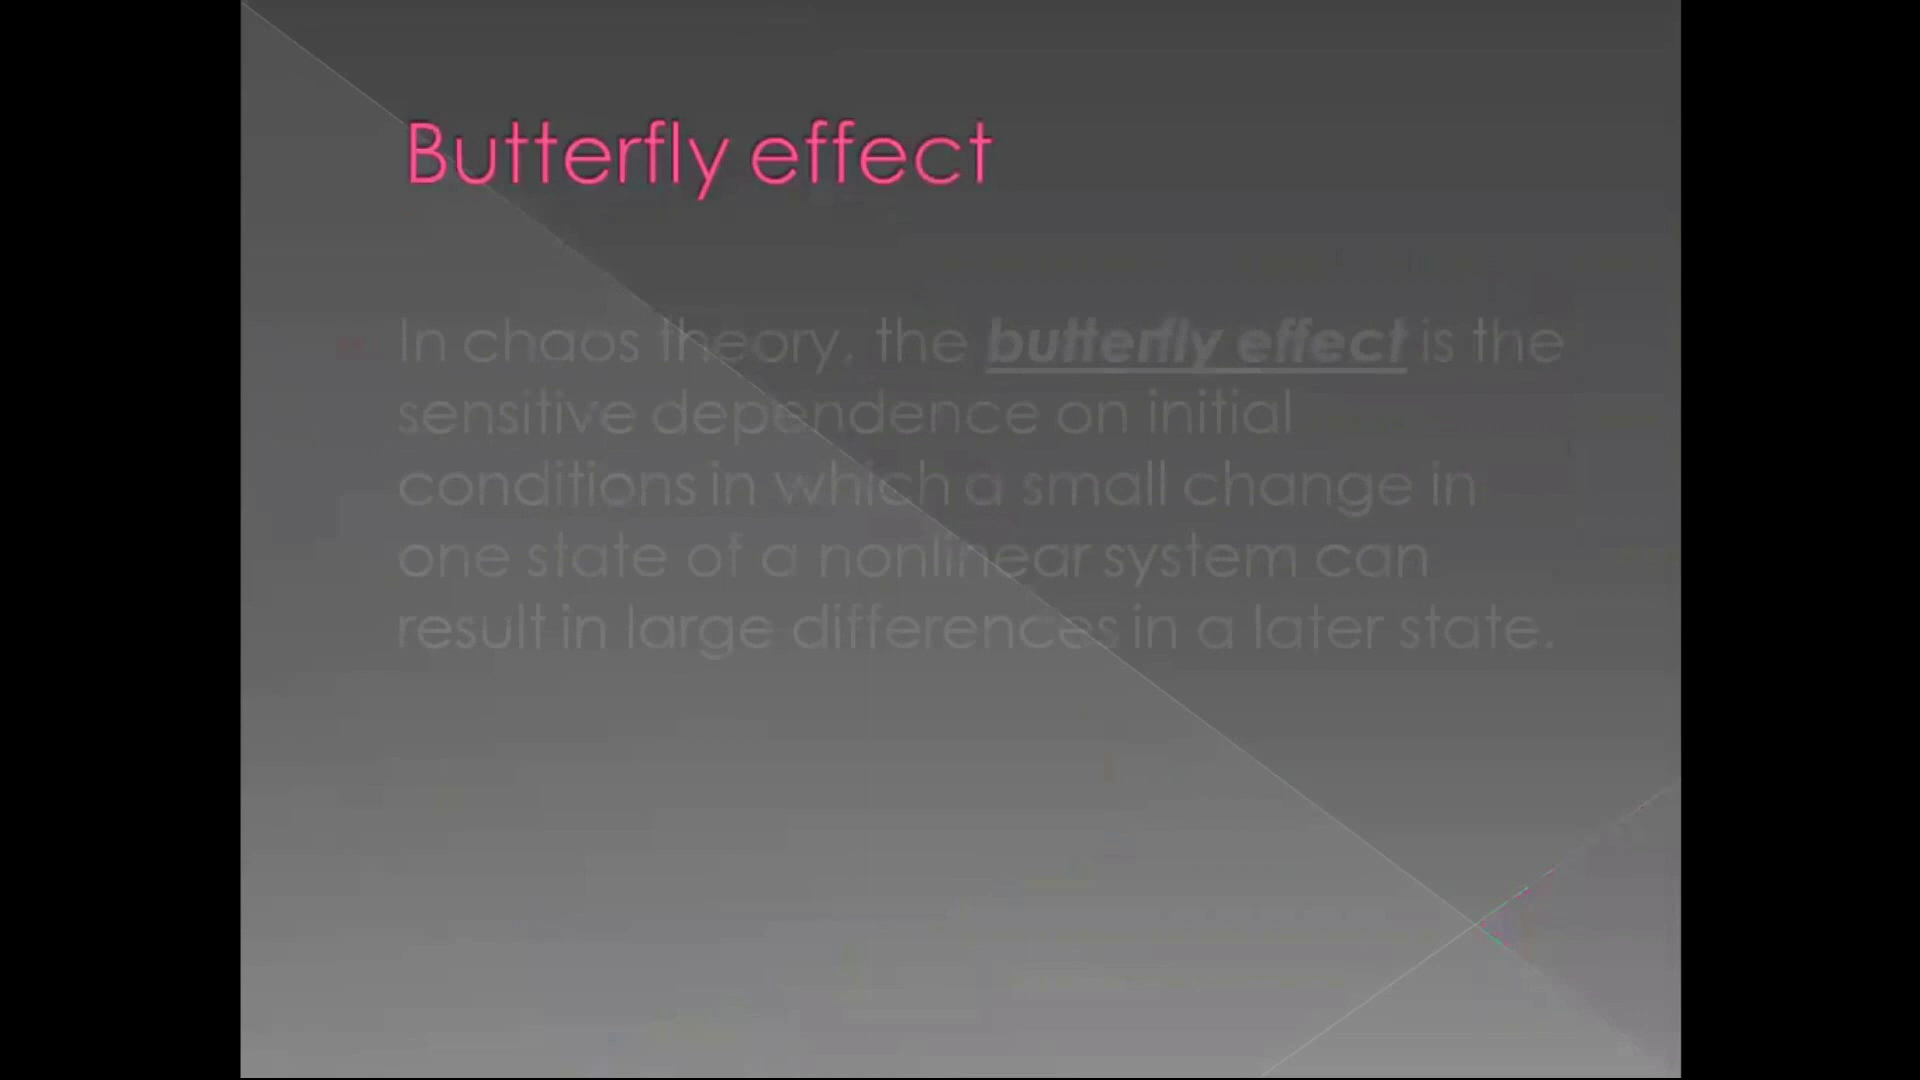 Butterfly effect
In chaos theory, the butterfly effect is the
sensitive dependence on initial
conditions in which a small change in
one state of a nonlinear system can
result in large differences in a later state.